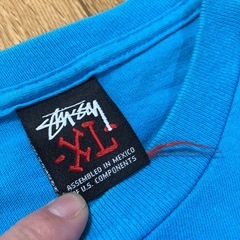 STÜSSY
XL
ASSEMBLED IN MEXICO
OF U.S. COMPONENTS